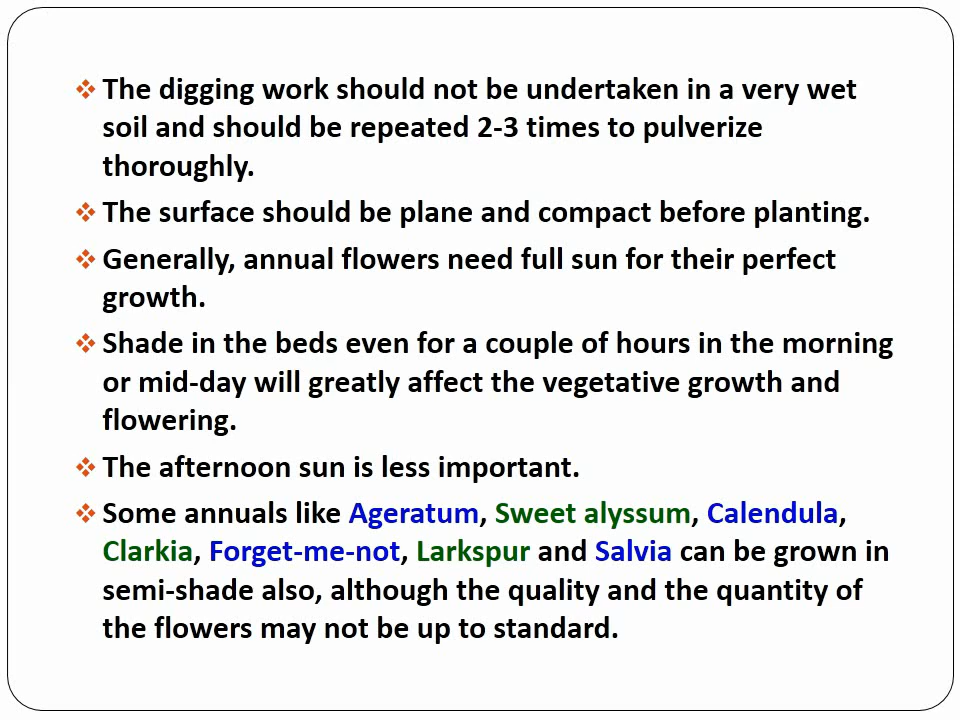 The digging work should not be undertaken in a very wet
soil and should be repeated 2-3 times to pulverize
thoroughly.
The surface should be plane and compact before planting.
Generally, annual flowers need full sun for their perfect
growth.
Shade in the beds even for a couple of hours in the morning
or mid-day will greatly affect the vegetative growth and
flowering.
The afternoon sun is less important.
Some annuals like Ageratum, Sweet alyssum, Calendula,
Clarkia, Forget-me-not, Larkspur and Salvia can be grown in
semi-shade also, although the quality and the quantity of
the flowers may not be up to standard.